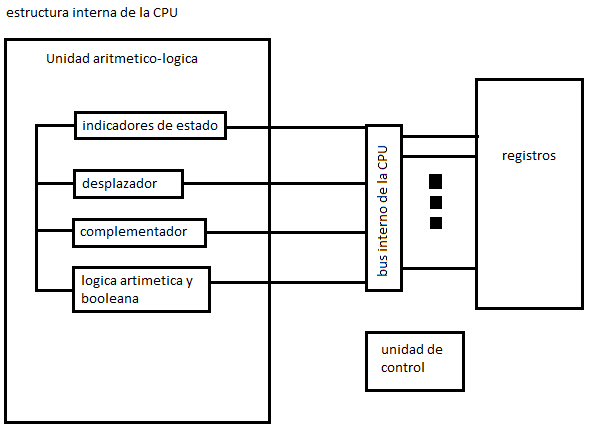 estructura interna de la CPU
Unidad aritmetico-logica
indicadores de estado
desplazador
complementador
logica artimetica y
booleana
bus interno de la CPU
registros
unidad de
control